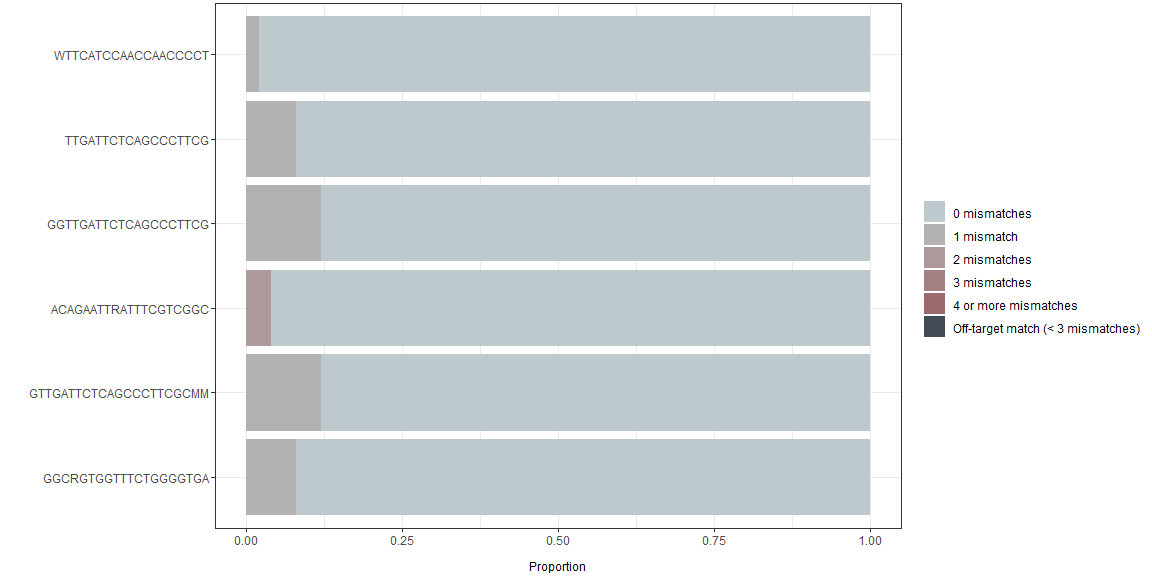 WTTCATCCAACCAACCCCT
TTGATTCTCAGCCCTTCG
GGTTGATTCTCAGCCCTTCG
ACAGAATTRATTTCGTCGGC
GTTGATTCTCAGCCCTTCGCMM
GGCRGTGGTTTCTGGGGTGA
0.00 0.25 0.50 0.75 1.00
Proportion
0 mismatches
1 mismatch
2 mismatches
3 mismatches
4 or more mismatches
Off-target match (< 3 mismatches)